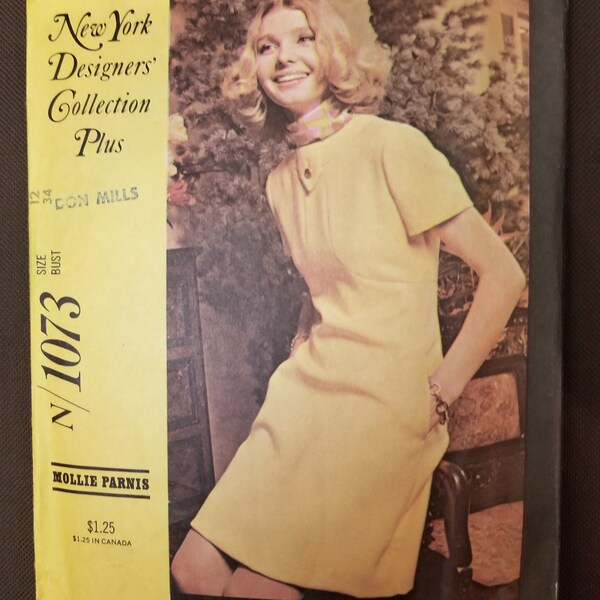 New York
Designers'
Collection
Plus
12
34
DON MILLS
SIZE
BUST
N/1073
MOLLIE PARNIS
$1.25
$1.25 IN CANADA